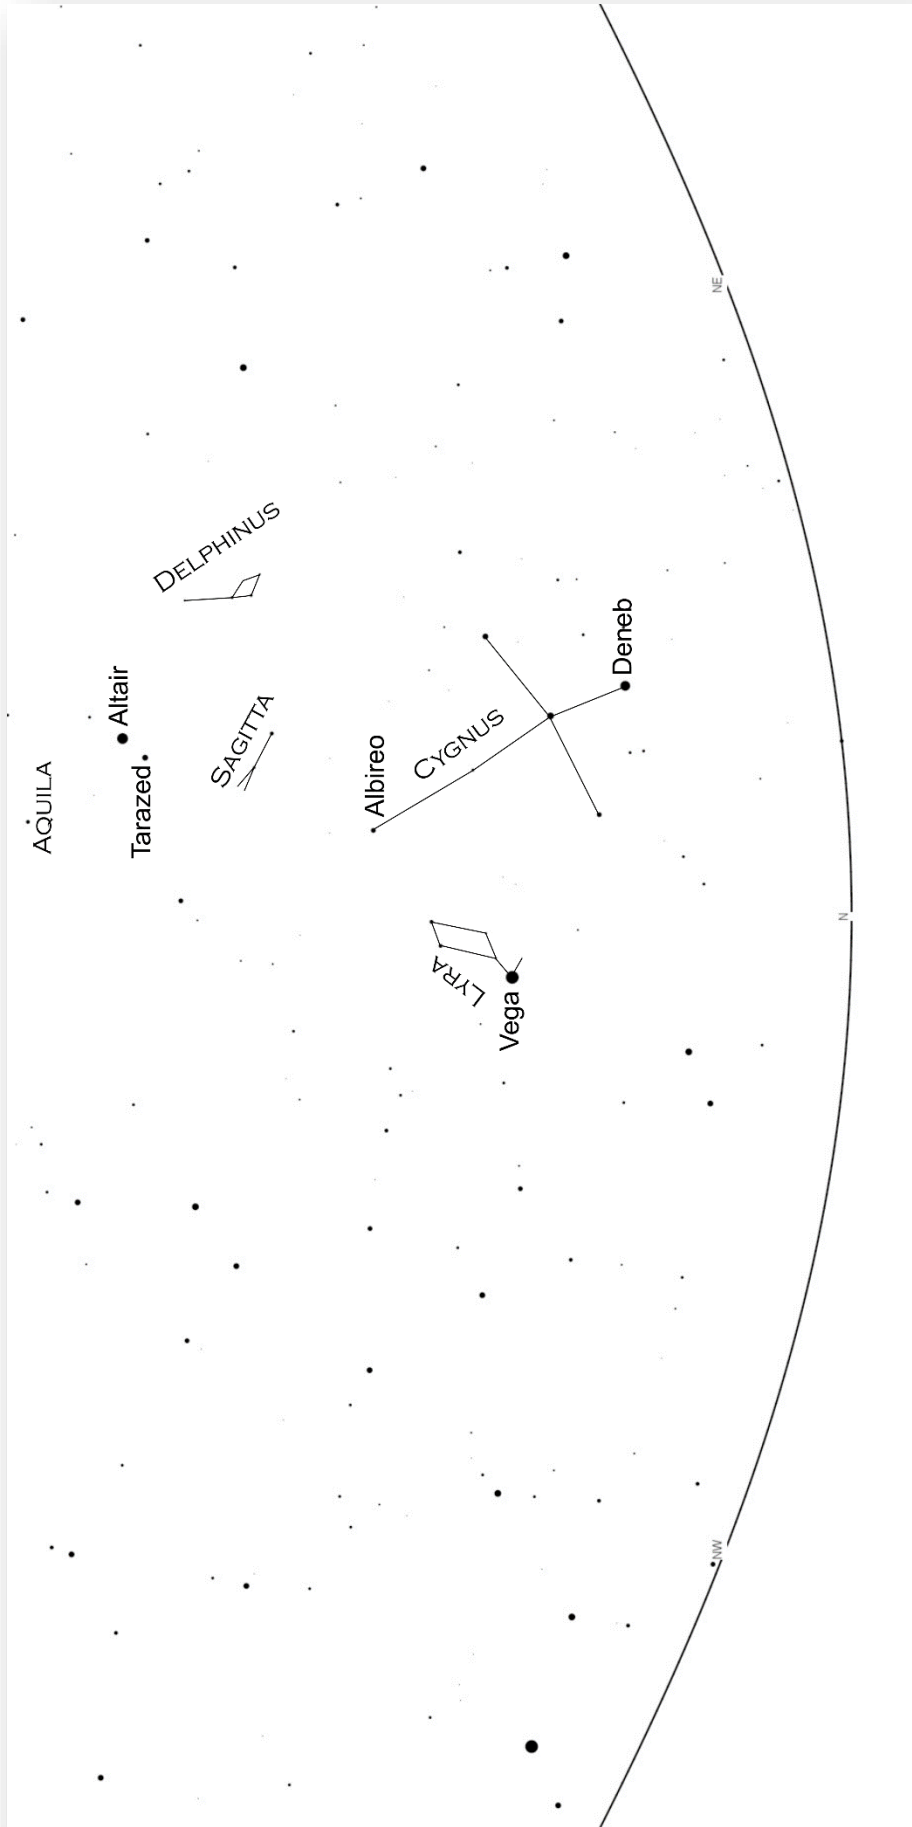 NE
DELPHINUS
Deneb
Altair
SAGITTA
CYGNUS
Albireo
Tarazed
AQUILA
N
LYRA
Vega
NW